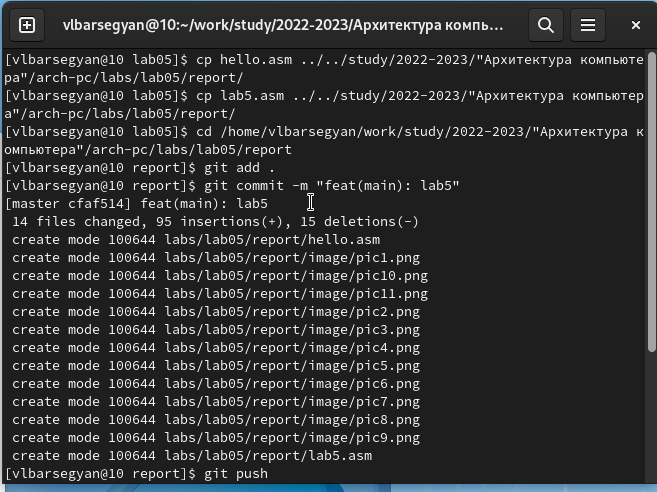 vlbarsegyan@10:~/work/study/2022-2023/Архитектура компь…
[vlbarsegyan@10 lab05]$ cp hello.asm ../../study/2022-2023/"Архитектура компьюте
ра"/arch-pc/labs/lab05/report/
[vlbarsegyan@10 lab05]$ cp lab5.asm ../../study/2022-2023/"Архитектура компьютер
а"/arch-pc/labs/lab05/report/
[vlbarsegyan@10 lab05]$ cd /home/vlbarsegyan/work/study/2022-2023/"Архитектура к
омпьютера"/arch-pc/labs/lab05/report
[vlbarsegyan@10 report]$ git add .
[vlbarsegyan@10 report]$ git commit -m "feat(main): lab5"
[master cfaf514] feat(main): lab5
 14 files changed, 95 insertions(+), 15 deletions(-)
 create mode 100644 labs/lab05/report/hello.asm
 create mode 100644 labs/lab05/report/image/pic1.png
 create mode 100644 labs/lab05/report/image/pic10.png
 create mode 100644 labs/lab05/report/image/pic11.png
 create mode 100644 labs/lab05/report/image/pic2.png
 create mode 100644 labs/lab05/report/image/pic3.png
 create mode 100644 labs/lab05/report/image/pic4.png
 create mode 100644 labs/lab05/report/image/pic5.png
 create mode 100644 labs/lab05/report/image/pic6.png
 create mode 100644 labs/lab05/report/image/pic7.png
 create mode 100644 labs/lab05/report/image/pic8.png
 create mode 100644 labs/lab05/report/image/pic9.png
 create mode 100644 labs/lab05/report/lab5.asm
[vlbarsegyan@10 report]$ git push